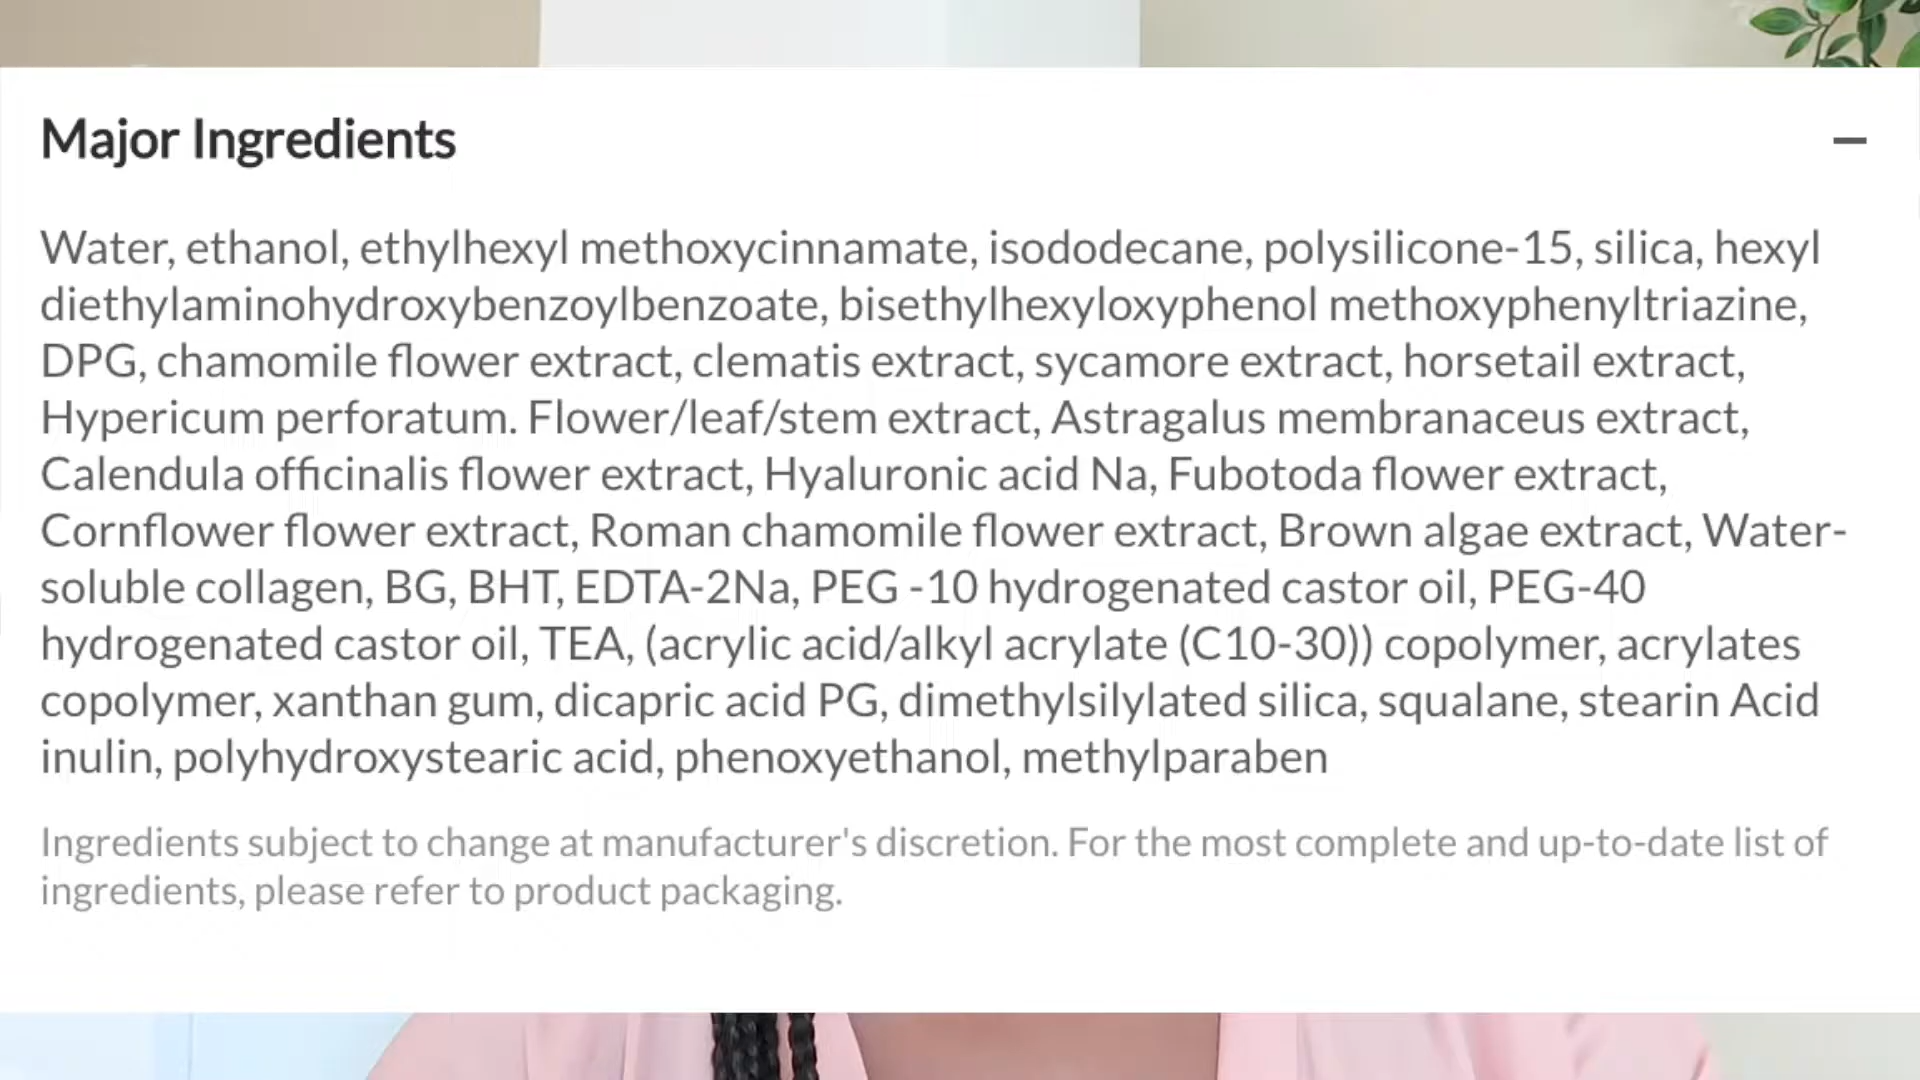 Major Ingredients
Water, ethanol, ethylhexyl methoxycinnamate, isododecane, polysilicone-15, silica, hexyl
diethylaminohydroxybenzoylbenzoate, bisethylhexyloxyphenol methoxyphenyltriazine,
DPG, chamomile flower extract, clematis extract, sycamore extract, horsetail extract,
Hypericum perforatum. Flower/leaf/stem extract, Astragalus membranaceus extract,
Calendula officinalis flower extract, Hyaluronic acid Na, Fubotoda flower extract,
Cornflower flower extract, Roman chamomile flower extract, Brown algae extract, Water-
soluble collagen, BG, BHT, EDTA-2Na, PEG -10 hydrogenated castor oil, PEG-40
hydrogenated castor oil, TEA, (acrylic acid/alkyl acrylate (C10-30)) copolymer, acrylates
copolymer, xanthan gum, dicapric acid PG, dimethylsilylated silica, squalane, stearin Acid
inulin, polyhydroxystearic acid, phenoxyethanol, methylparaben
Ingredients subject to change at manufacturer's discretion. For the most complete and up-to-date list of
ingredients, please refer to product packaging.